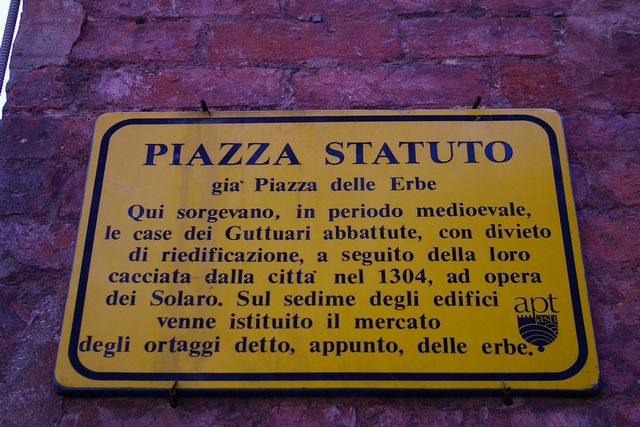 PIAZZA STATUTO
gia' Piazza delle Erbe
Qui sorgevano, in periodo medioevale,
le case dei Guttuari abbattute, con divieto
di riedificazione, a seguito della loro
cacciata dalla citta' nel 1304, ad opera
dei Solaro. Sul sedime degli edifici
venne istituito il mercato
degli ortaggi detto, appunto, delle erbe.
apt
asti